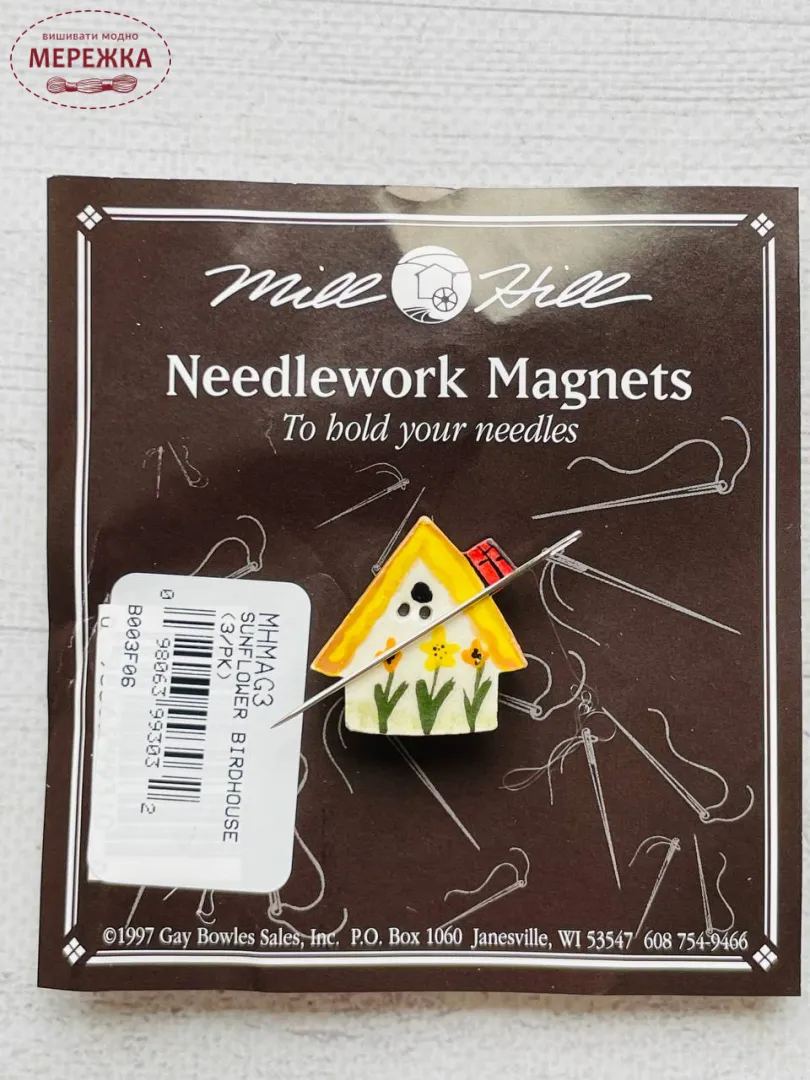 вишивати модно
МЕРЕЖКА
Mill Hill
Needlework Magnets
To hold your needles
MHMAG3
SUNFLOWER BIRDHOUSE
(3/PK)
0 98063 99303 2
B003F06
©1997 Gay Bowles Sales, Inc. P.O. Box 1060 Janesville, WI 53547 608 754-9466